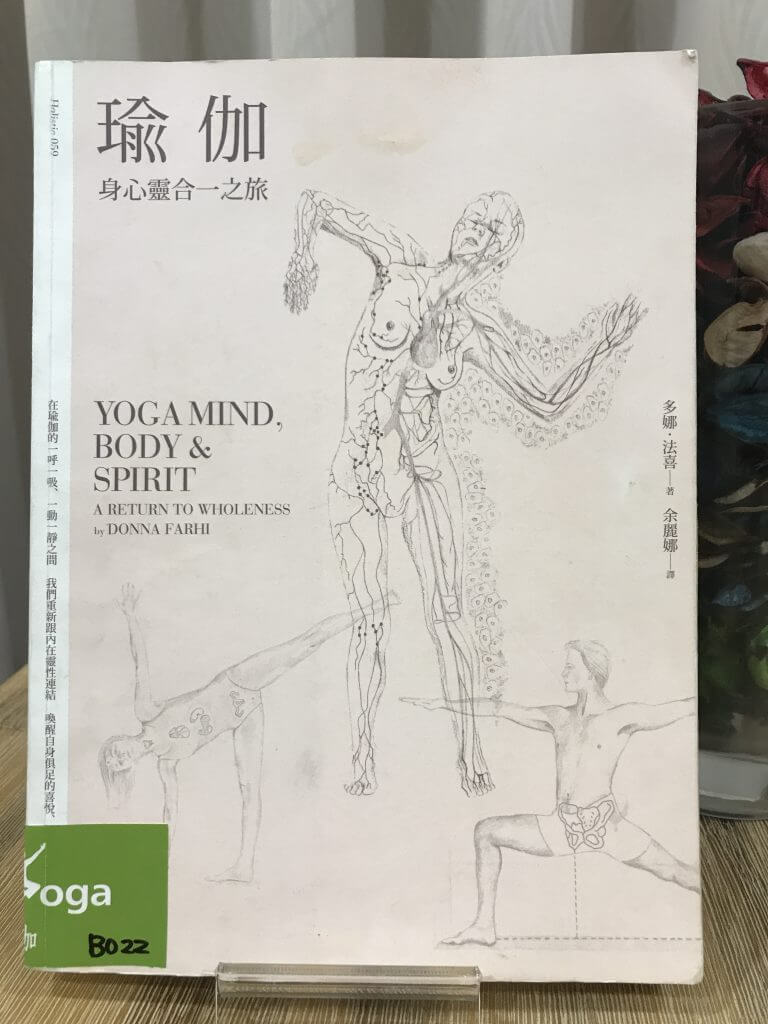 Holistic 059
瑜伽
身心靈合一之旅
YOGA MIND,
BODY &
SPIRIT
A RETURN TO WHOLENESS
by DONNA FARHI
多娜·法喜—著 余麗娜—譯
在瑜伽的一呼一吸、一動一靜之間 我們重新跟內在靈性連結 喚醒自身俱足的喜悅、
oga
伽
B022